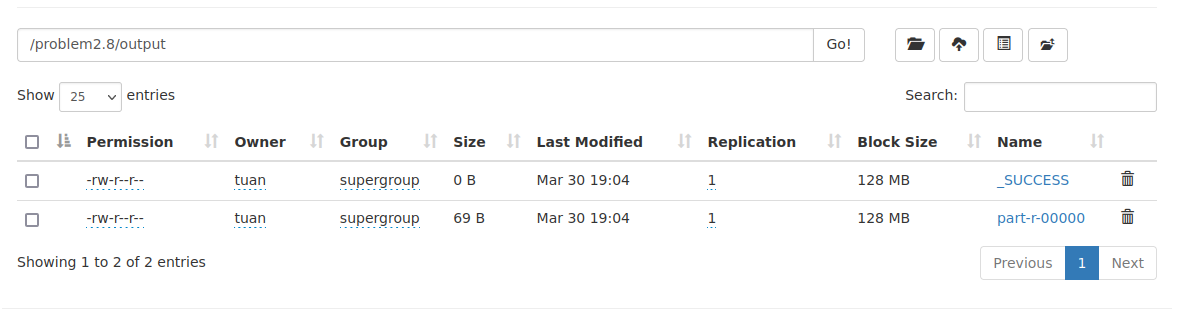 /problem2.8/output Go!
Show 25 entries Search:
Permission Owner Group Size Last Modified Replication Block Size Name
-rw-r--r-- tuan supergroup 0 B Mar 30 19:04 1 128 MB _SUCCESS
-rw-r--r-- tuan supergroup 69 B Mar 30 19:04 1 128 MB part-r-00000
Showing 1 to 2 of 2 entries Previous 1 Next